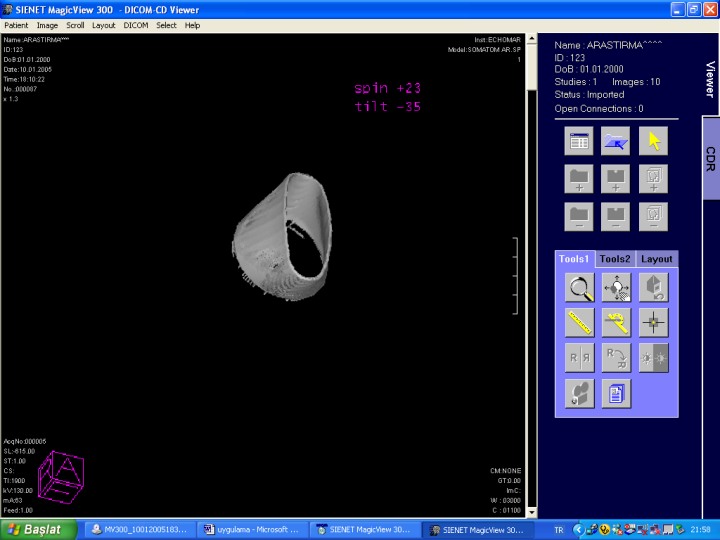 SIENET MagicView 300 - DICOM-CD Viewer
Patient Image Scroll Layout DICOM Select Help
Name:ARASTIRMA^^^^
ID:123
DoB:01.01.2000
Date:10.01.2005
Time:18:10:22
No.:000087
x 1.3
Inst:ECHOMAR
Model:SOMATOM AR.SP
1
spin +23
tilt -35
AcqNo:000005
SL:-615.00
ST:1.00
CS:
TI:1900
kV:130.00
mA:63
Feed:1.00
A
CM:NONE
GT:0.00
ImC:
W : 03000
C : 01100
Name : ARASTIRMA^^^^
ID : 123
DoB : 01.01.2000
Studies : 1 Images : 10
Status : Imported
Open Connections : 0
Viewer
CDR
Tools1 Tools2 Layout
R R
R R
Başlat
MV300_10012005183...
uygulama - Microsoft ...
SIENET MagicView 30...
SIENET MagicView 30...
TR
21:58